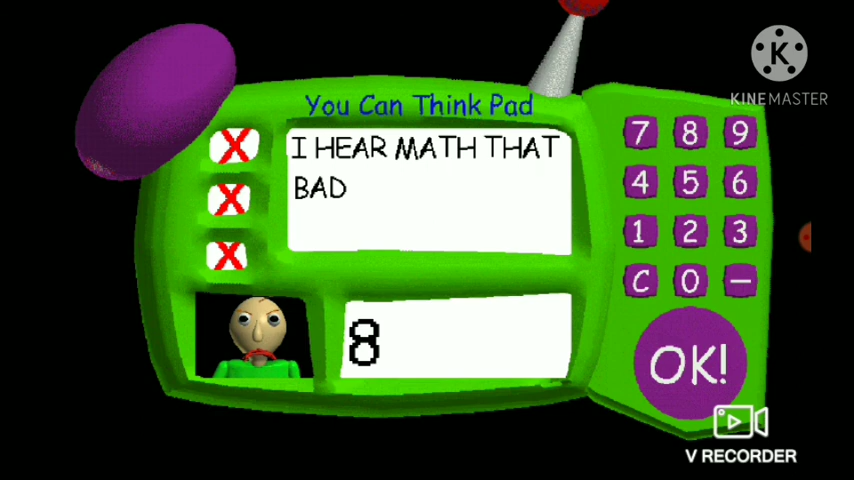 K
KINEMASTER
You Can Think Pad
X
X
X
I HEAR MATH THAT
BAD
8
7 8 9
4 5 6
1 2 3
C 0 −
OK!
V RECORDER